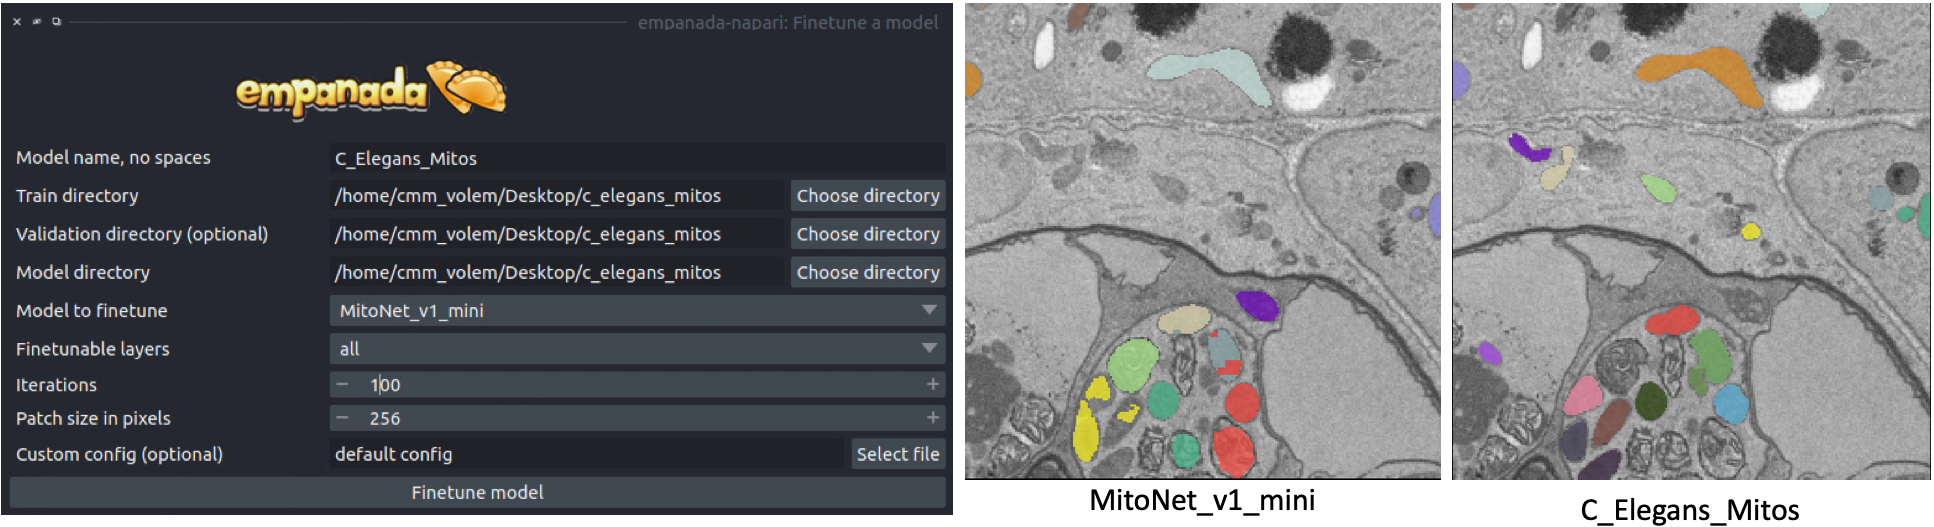 empanada-napari: Finetune a model
empanada
Model name, no spaces C_Elegans_Mitos
Train directory /home/cmm_volem/Desktop/c_elegans_mitos Choose directory
Validation directory (optional) /home/cmm_volem/Desktop/c_elegans_mitos Choose directory
Model directory /home/cmm_volem/Desktop/c_elegans_mitos Choose directory
Model to finetune MitoNet_v1_mini
Finetunable layers all
Iterations − 100 +
Patch size in pixels − 256 +
Custom config (optional) default config Select file
Finetune model
MitoNet_v1_mini
C_Elegans_Mitos